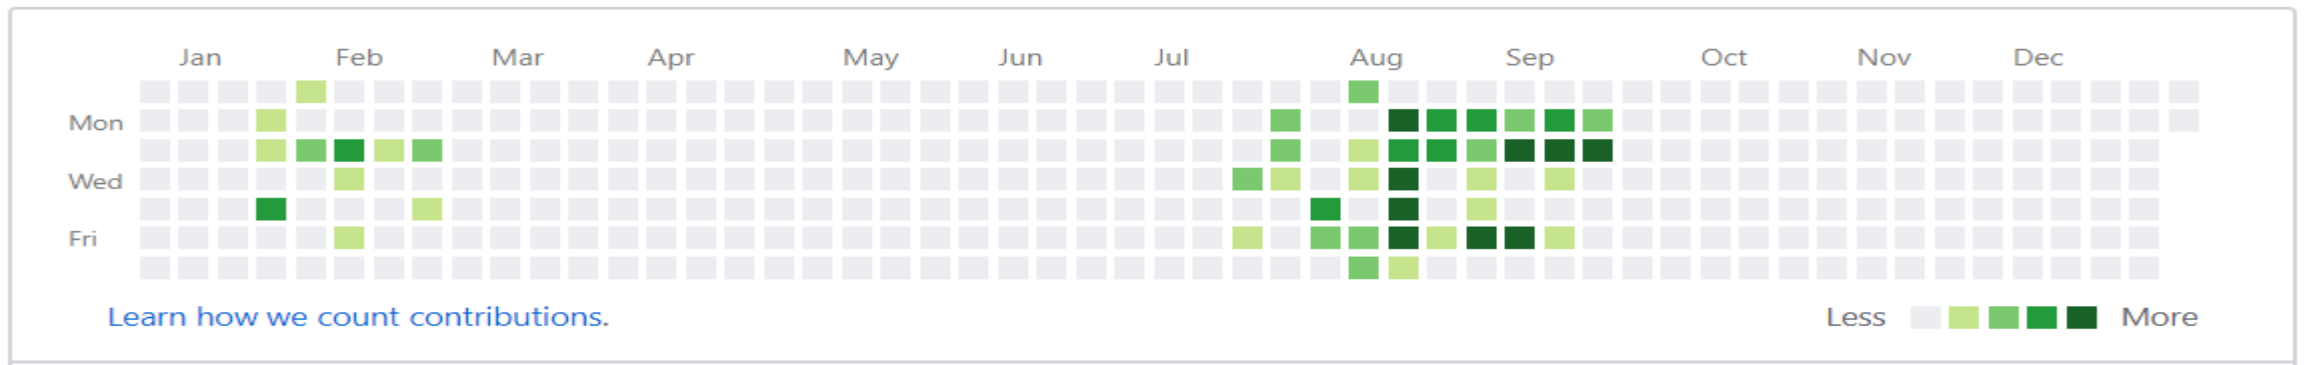 Jan Feb Mar Apr May Jun Jul Aug Sep Oct Nov Dec
Mon
Wed
Fri
Learn how we count contributions.
Less More